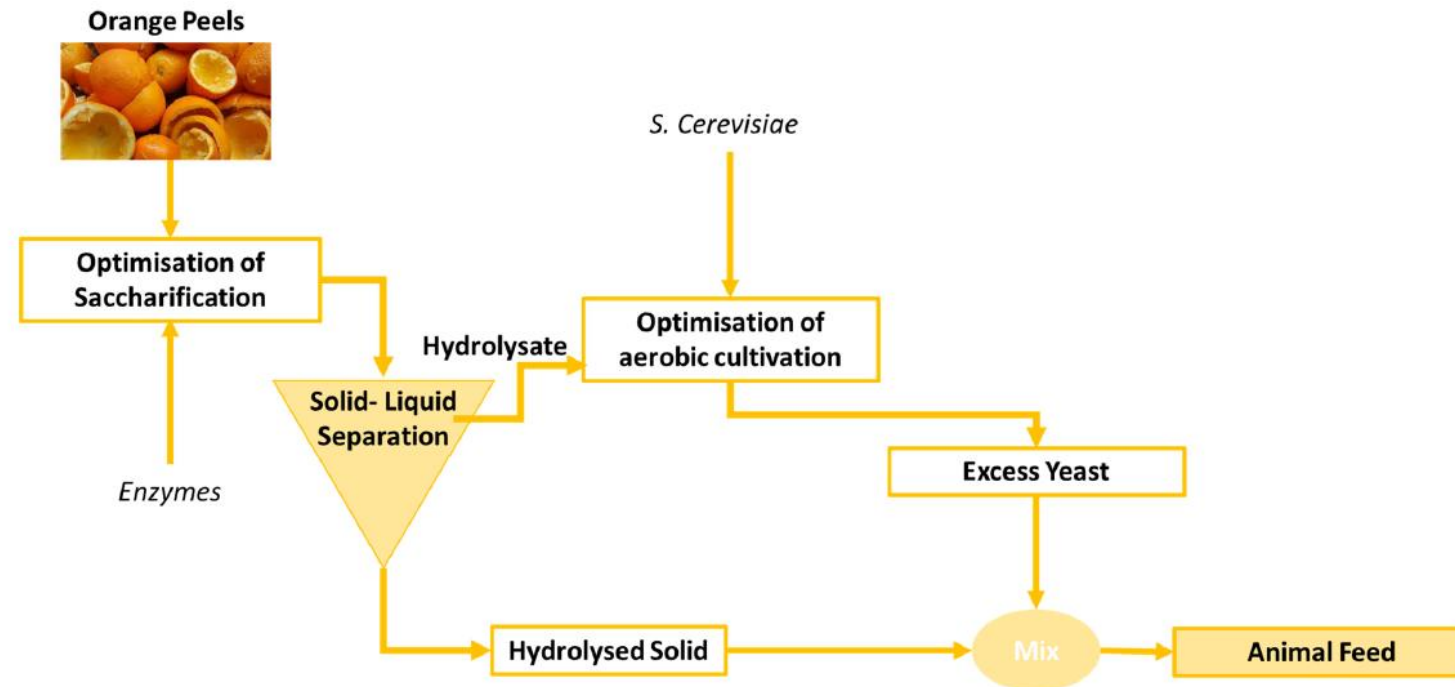 Orange Peels
S. Cerevisiae
Optimisation of
Saccharification
Optimisation of
aerobic cultivation
Hydrolysate
Solid- Liquid
Separation
Enzymes
Excess Yeast
Hydrolysed Solid
Mix
Animal Feed